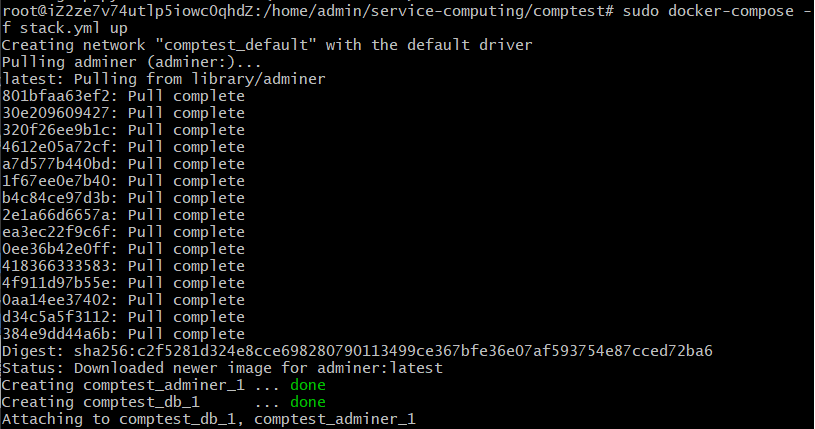 root@iZ2ze7v74utlp5iowcOqhdZ:/home/admin/service-computing/comptest# sudo docker-compose -
f stack.yml up
Creating network "comptest_default" with the default driver
Pulling adminer (adminer:)...
latest: Pulling from library/adminer
801bfaa63ef2: Pull complete
30e209609427: Pull complete
320f26ee9b1c: Pull complete
4612e05a72cf: Pull complete
a7d577b440bd: Pull complete
1f67ee0e7b40: Pull complete
b4c84ce97d3b: Pull complete
2e1a66d6657a: Pull complete
ea3ec22f9c6f: Pull complete
0ee36b42e0ff: Pull complete
418366333583: Pull complete
4f911d97b55e: Pull complete
0aa14ee37402: Pull complete
d34c5a5f3112: Pull complete
384e9dd44a6b: Pull complete
Digest: sha256:c2f5281d324e8cce698280790113499ce367bfe36e07af593754e87cced72ba6
Status: Downloaded newer image for adminer:latest
Creating comptest_adminer_1 ... done
Creating comptest_db_1      ... done
Attaching to comptest_db_1, comptest_adminer_1